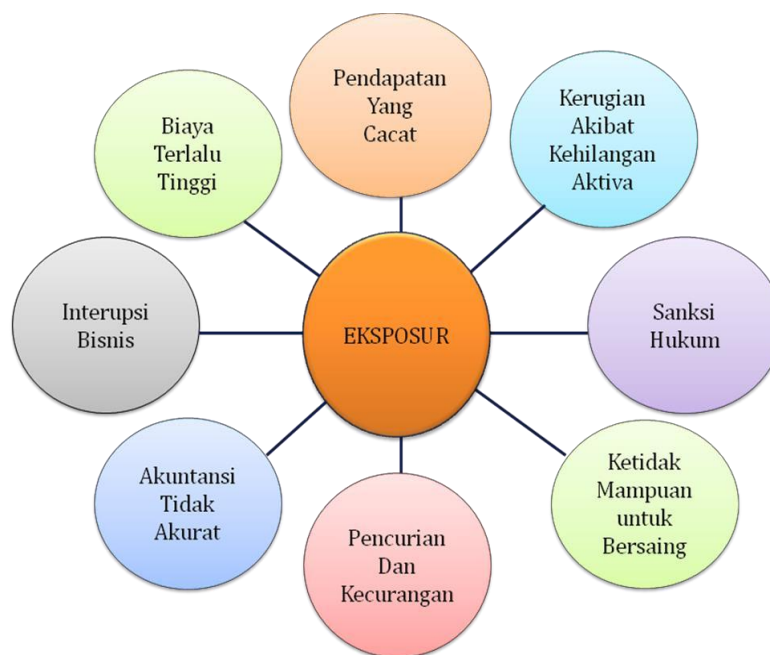 Pendapatan
Yang
Cacat
Kerugian
Akibat
Kehilangan
Aktiva
Biaya
Terlalu
Tinggi
Interupsi
Bisnis
EKSPOSUR
Sanksi
Hukum
Akuntansi
Tidak
Akurat
Pencurian
Dan
Kecurangan
Ketidak
Mampuan
untuk
Bersaing